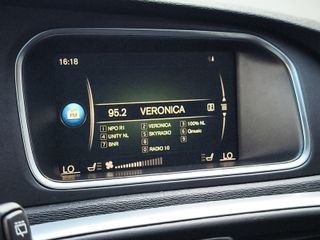 16:18
FM
95.2 VERONICA
1 NPO R1 2 VERONICA 3 100% NL
4 UNITY NL 5 SKYRADIO 6 Qmusic
7 BNR 8 9
0 RADIO 10
LO LO